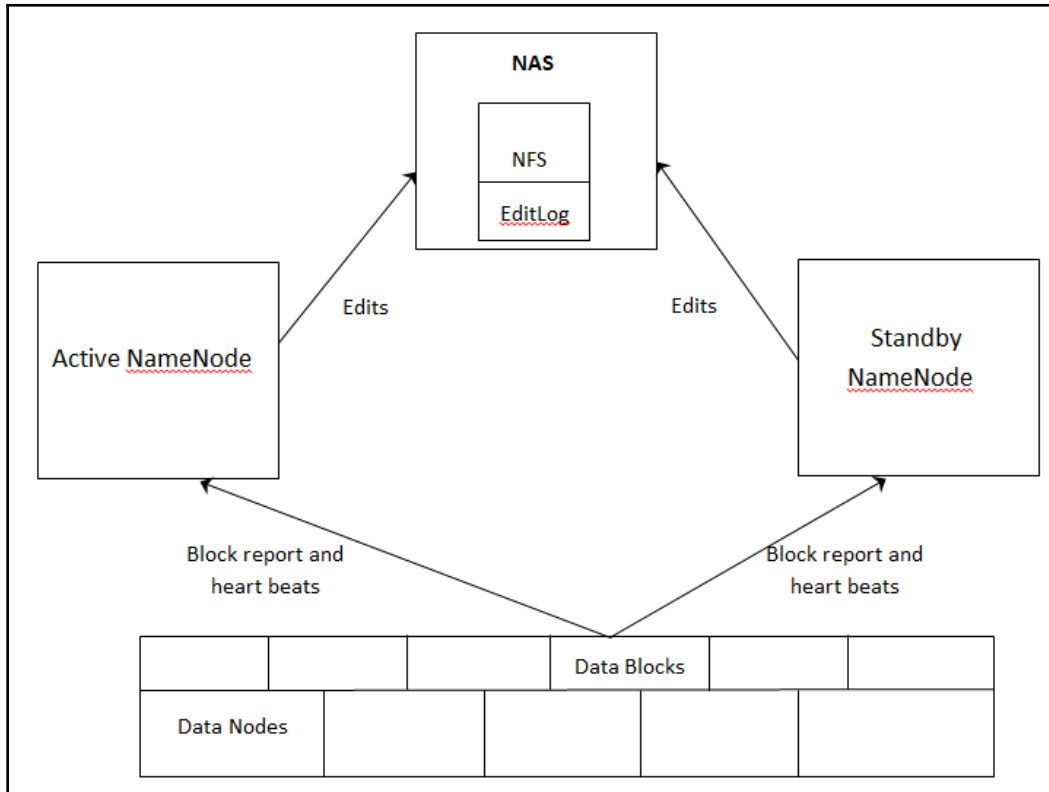 NAS
NFS
EditLog
Edits
Edits
Active NameNode
Standby
NameNode
Block report and
heart beats
Block report and
heart beats
Data Blocks
Data Nodes